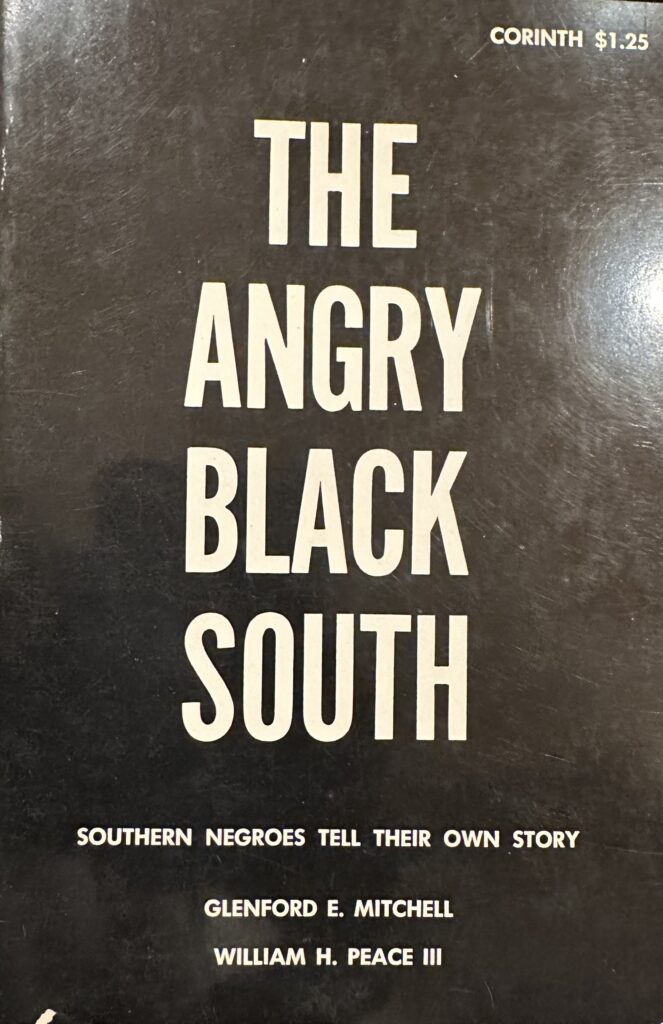 CORINTH $1.25
THE
ANGRY
BLACK
SOUTH
SOUTHERN NEGROES TELL THEIR OWN STORY
GLENFORD E. MITCHELL
WILLIAM H. PEACE III